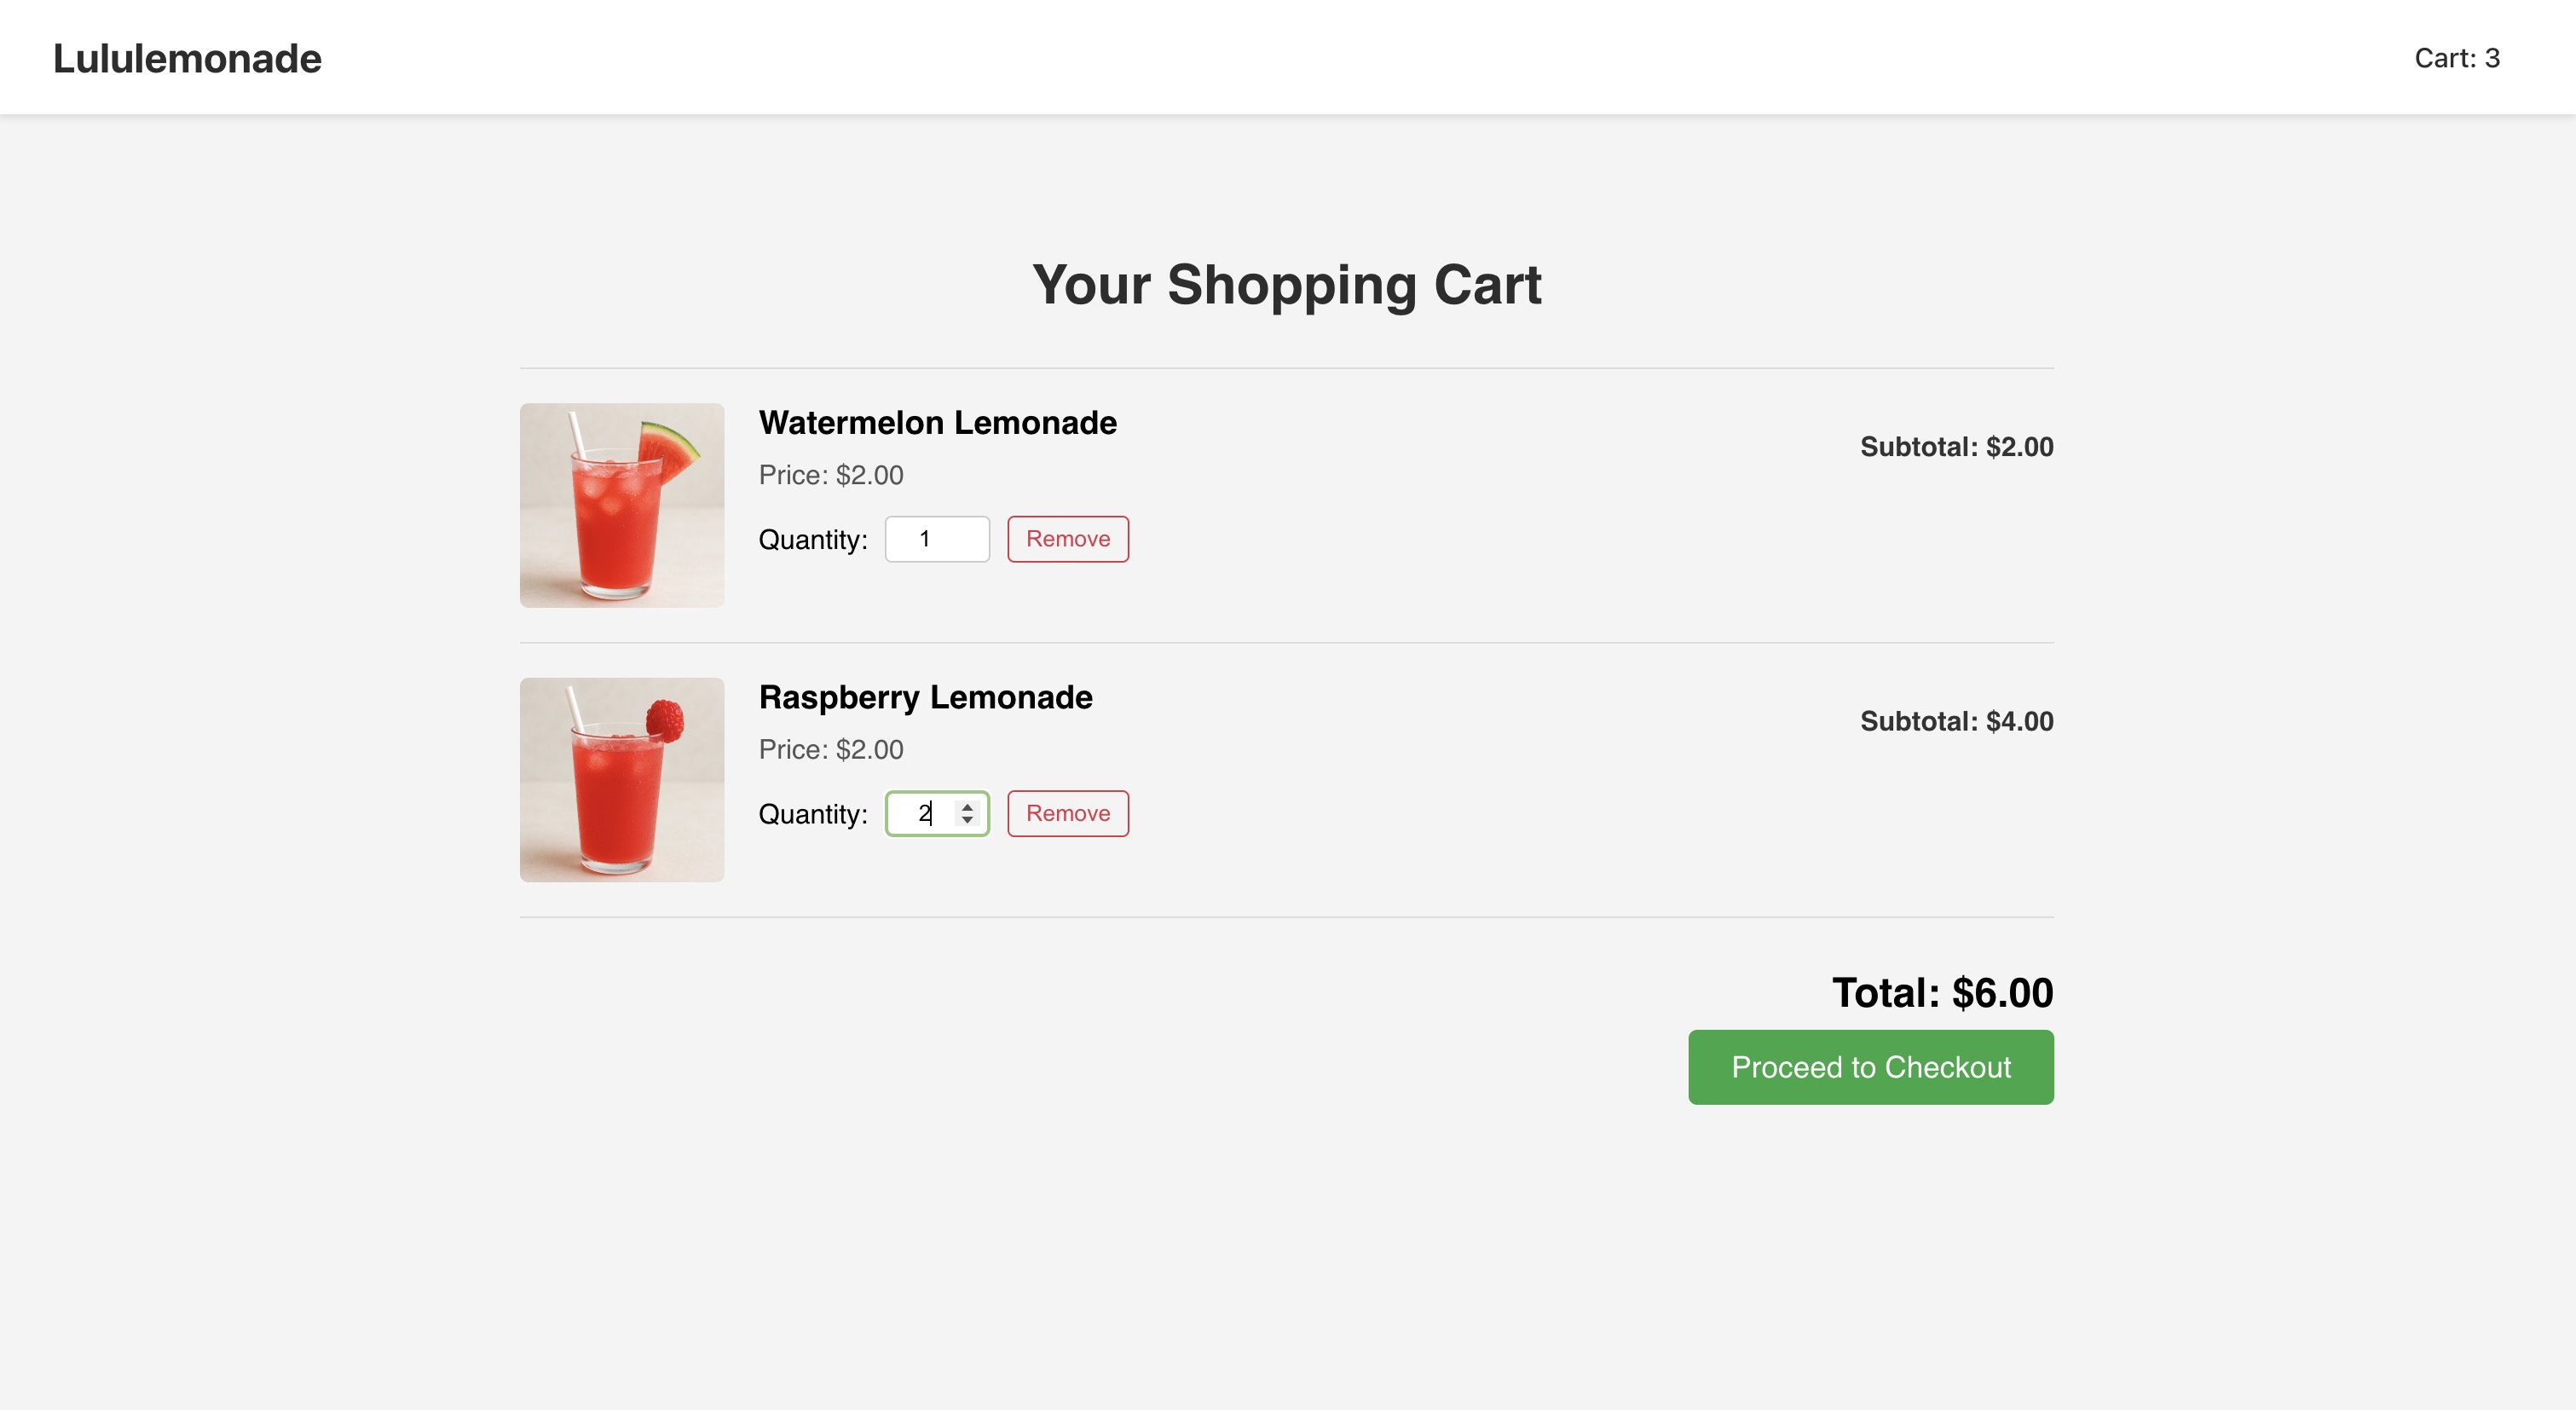 Lululemonade
Cart: 3
Your Shopping Cart
Watermelon Lemonade
Subtotal: $2.00
Price: $2.00
Quantity: 1 Remove
Raspberry Lemonade
Subtotal: $4.00
Price: $2.00
Quantity: 2 Remove
Total: $6.00
Proceed to Checkout